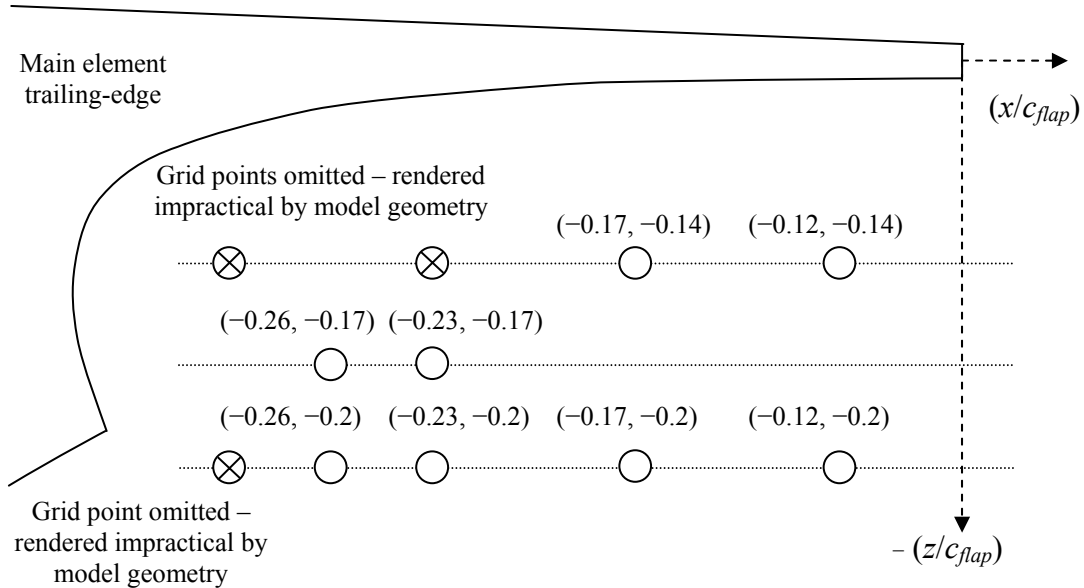 Main element
trailing-edge
(x/c_flap)
Grid points omitted – rendered
impractical by model geometry
(−0.17, −0.14) (−0.12, −0.14)
(−0.26, −0.17) (−0.23, −0.17)
(−0.26, −0.2) (−0.23, −0.2) (−0.17, −0.2) (−0.12, −0.2)
Grid point omitted –
rendered impractical by
model geometry
– (z/c_flap)